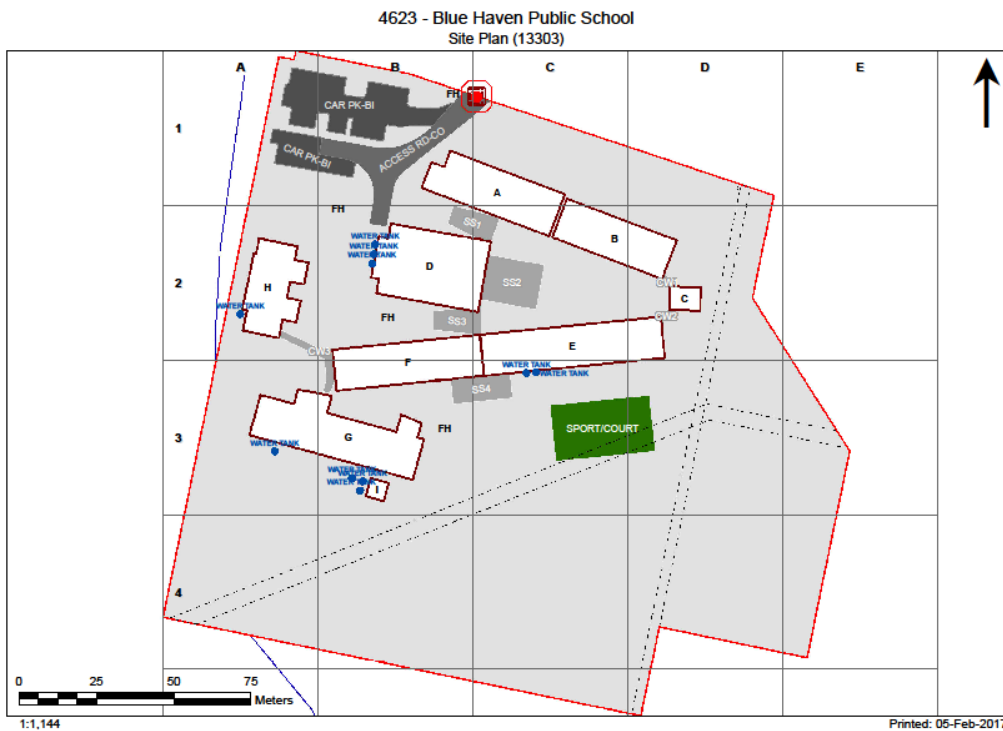 4623 - Blue Haven Public School
Site Plan (13303)
A B C D E
FH
CAR PK-BI
1
ACCESS RD-CO
CAR PK-BI
A
FH
SS1
WATER TANK
WATER TANK
WATER TANK
B
D
H
2
SS2
CW1
C
WATER TANK
FH
SS3
CW2
E
CW3
F
WATER TANK
WATER TANK
SS4
G
FH
SPORT/COURT
3
WATER TANK
WATER TANK
WATER TANK
WATER TANK
I
4
0 25 50 75
Meters
1:1,144
Printed: 05-Feb-2017